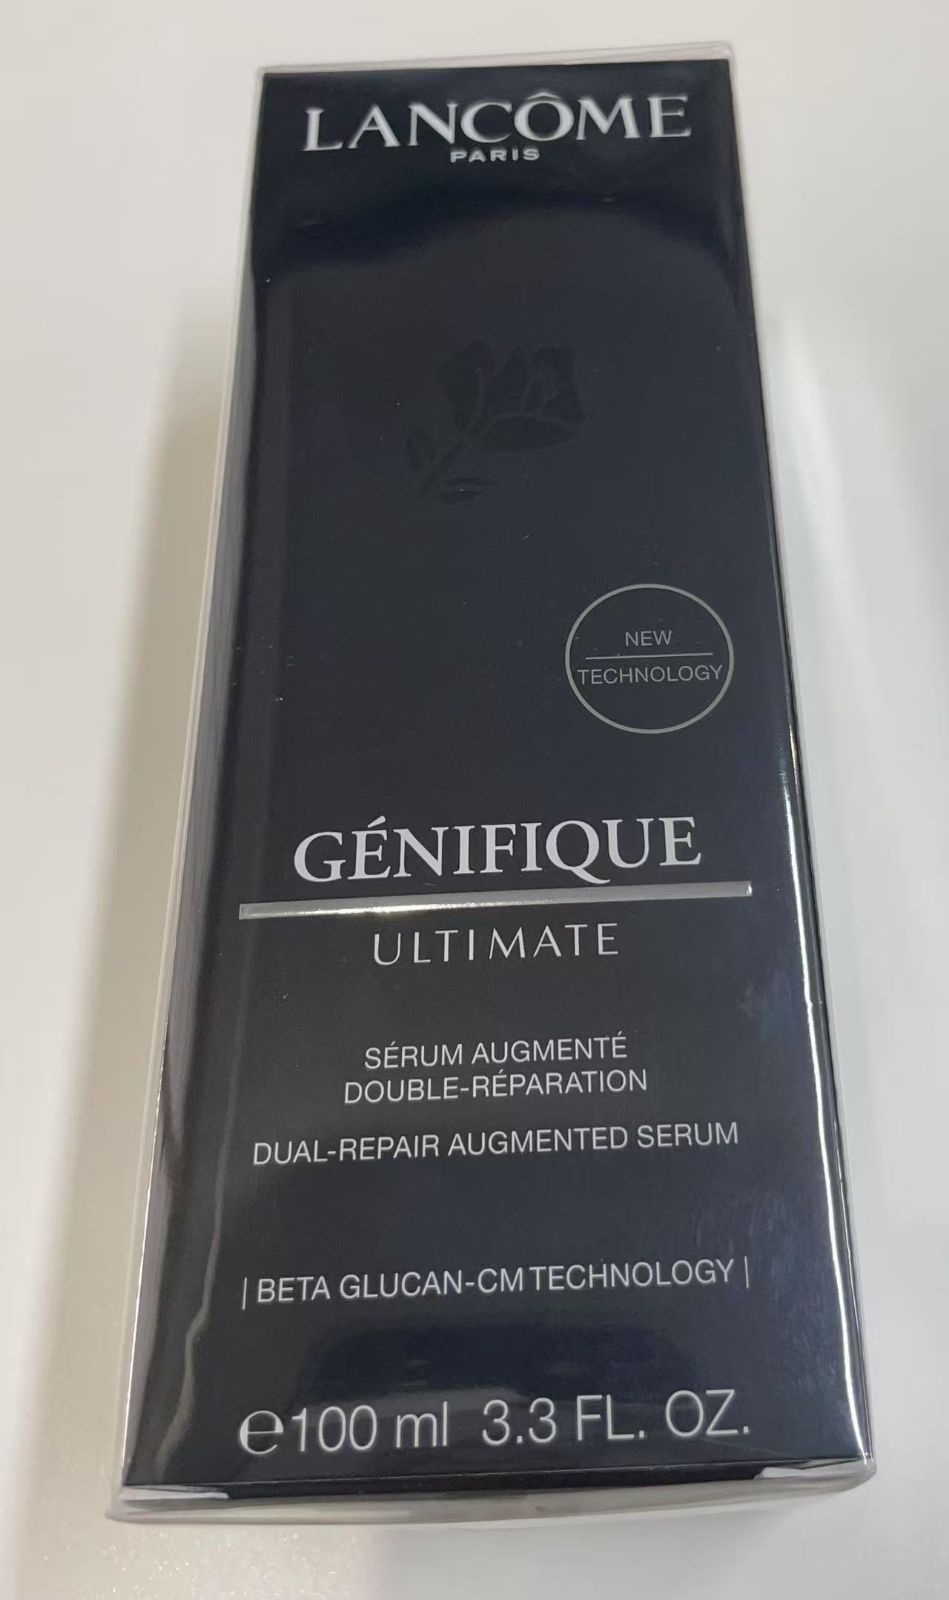 LANCÔME
PARIS
NEW
TECHNOLOGY
GÉNIFIQUE
ULTIMATE
SÉRUM AUGMENTÉ
DOUBLE-RÉPARATION
DUAL-REPAIR AUGMENTED SERUM
| BETA GLUCAN-CM TECHNOLOGY |
℮100 ml 3.3 FL. OZ.